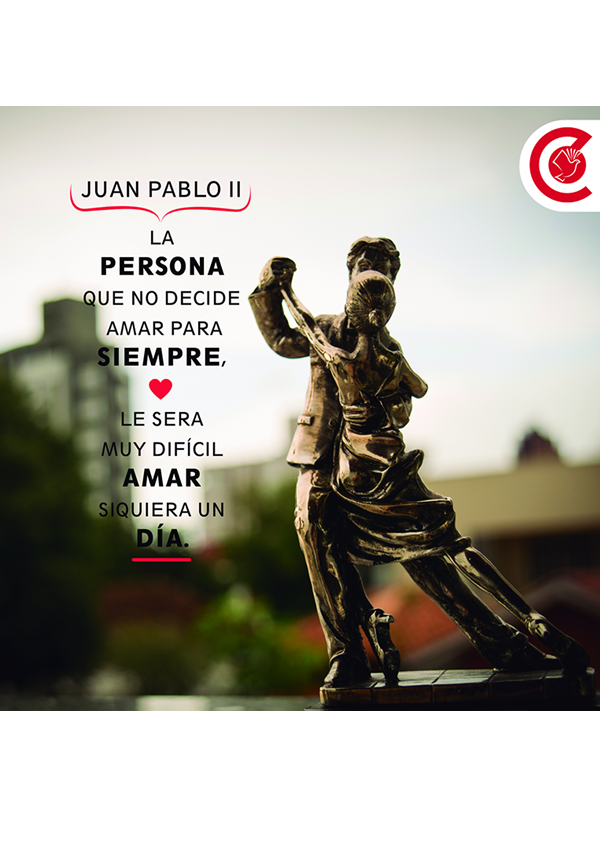 JUAN PABLO II
LA
PERSONA
QUE NO DECIDE
AMAR PARA
SIEMPRE,
LE SERA
MUY DIFÍCIL
AMAR
SIQUIERA UN
DÍA.